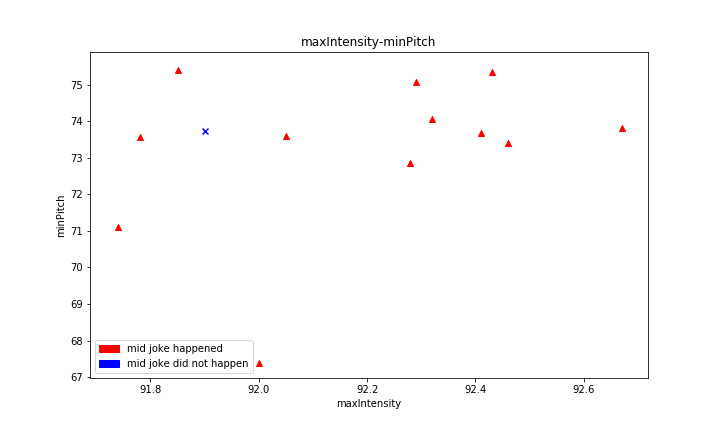 maxIntensity-minPitch
75
74
73
72
71
70
69
68
67
minPitch
mid joke happened
mid joke did not happen
91.8 92.0 92.2 92.4 92.6
maxIntensity